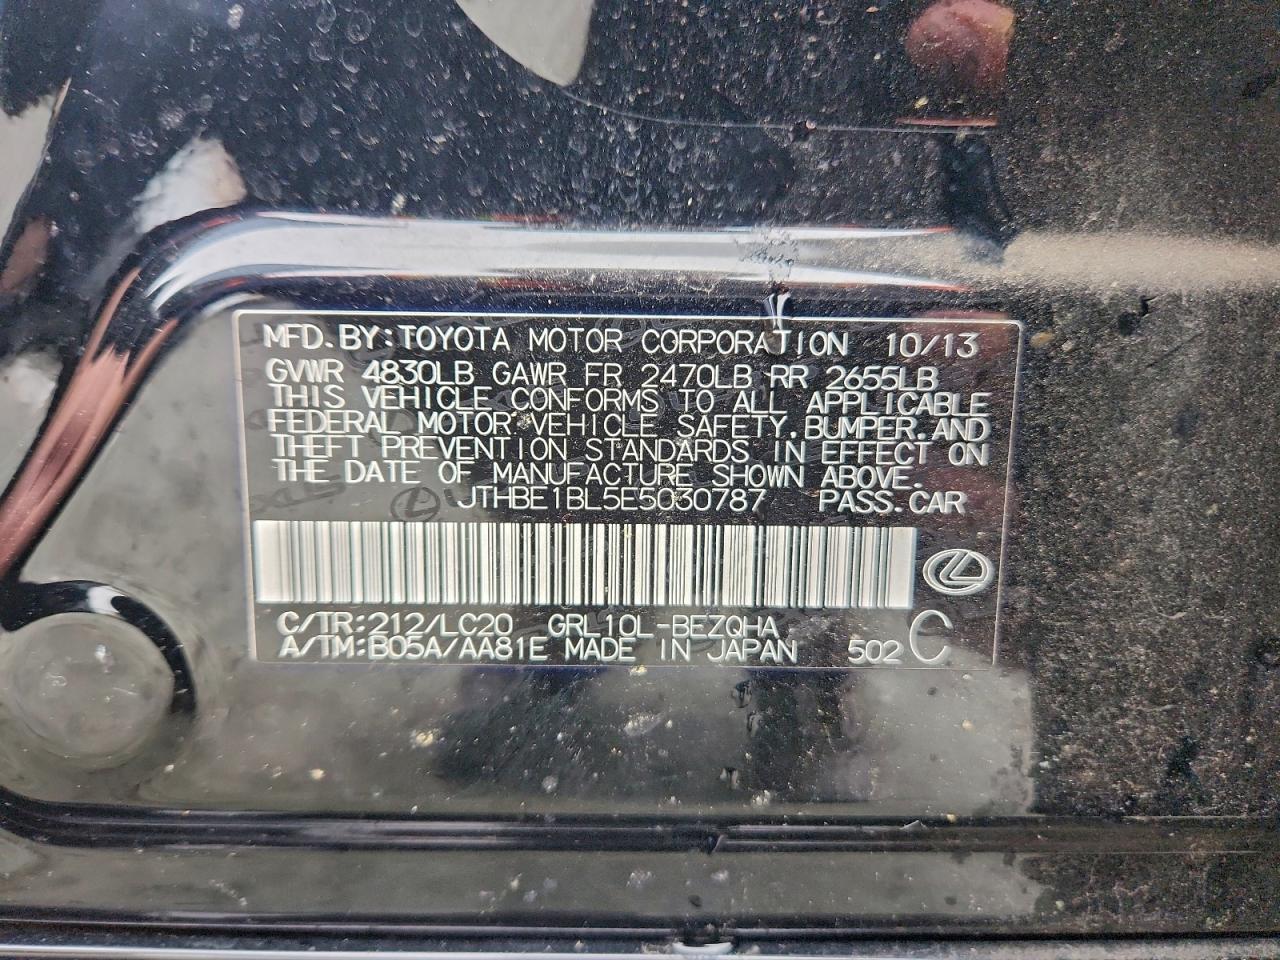 MFD. BY: TOYOTA MOTOR CORPORATION 10/13
GVWR 4830LB GAWR FR 2470LB RR 2655LB
THIS VEHICLE CONFORMS TO ALL APPLICABLE
FEDERAL MOTOR VEHICLE SAFETY, BUMPER, AND
THEFT PREVENTION STANDARDS IN EFFECT ON
THE DATE OF MANUFACTURE SHOWN ABOVE.
JTHBE1BL5E5030787 PASS. CAR
C/TR: 212/LC20 GRL10L-BEZQHA
A/TM: B05A/AA81E MADE IN JAPAN 502 C